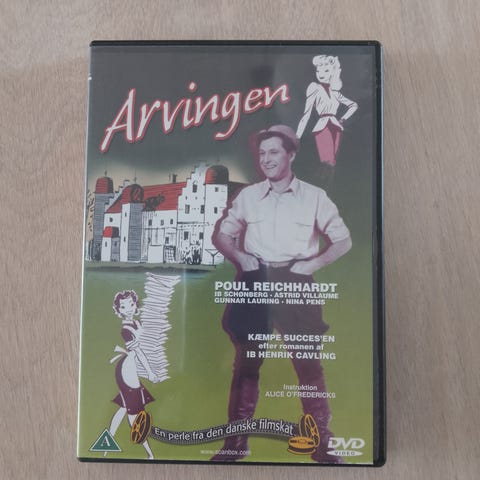 Arvingen
POUL REICHHARDT
IB SCHØNBERG · ASTRID VILLAUME
GUNNAR LAURING · NINA PENS
KÆMPE SUCCES'EN
efter romanen af
IB HENRIK CAVLING
Instruktion
ALICE O'FREDERICKS
En perle fra den danske filmskat
A
www.scanbox.com
DVD
VIDEO